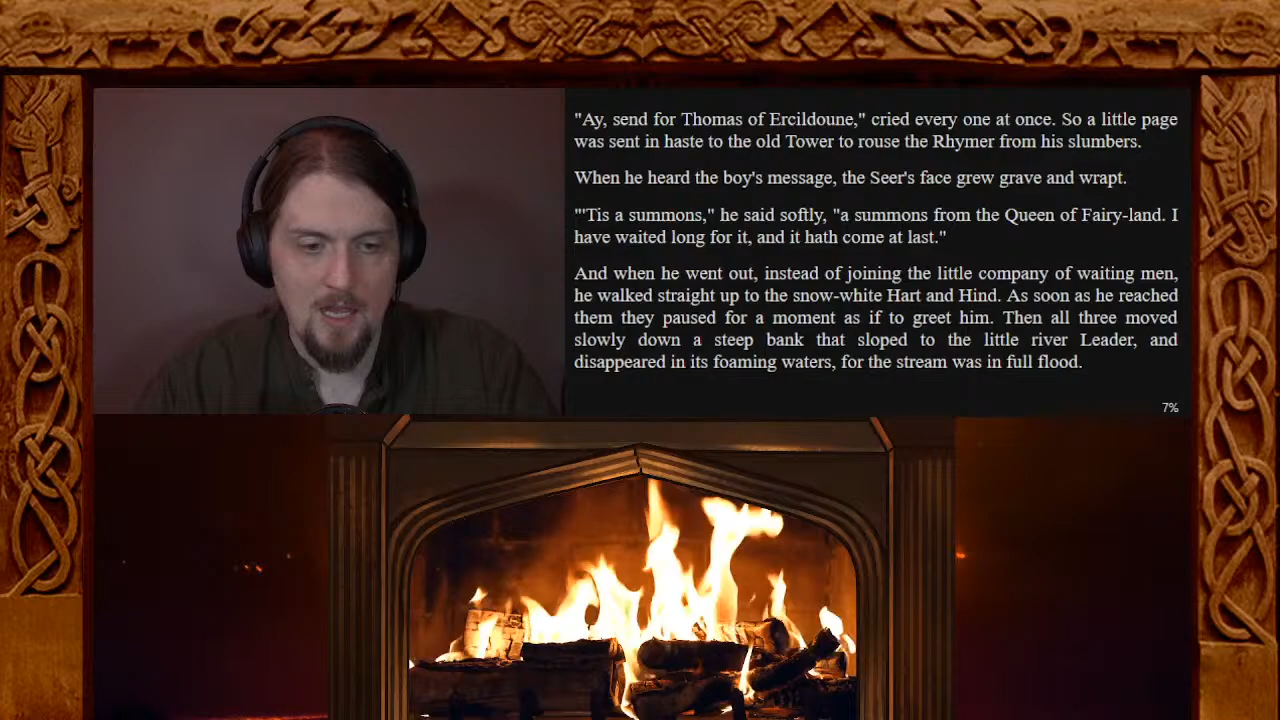 "Ay, send for Thomas of Ercildoune," cried every one at once. So a little page
was sent in haste to the old Tower to rouse the Rhymer from his slumbers.
When he heard the boy's message, the Seer's face grew grave and wrapt.
"'Tis a summons," he said softly, "a summons from the Queen of Fairy-land. I
have waited long for it, and it hath come at last."
And when he went out, instead of joining the little company of waiting men,
he walked straight up to the snow-white Hart and Hind. As soon as he reached
them they paused for a moment as if to greet him. Then all three moved
slowly down a steep bank that sloped to the little river Leader, and
disappeared in its foaming waters, for the stream was in full flood.
7%